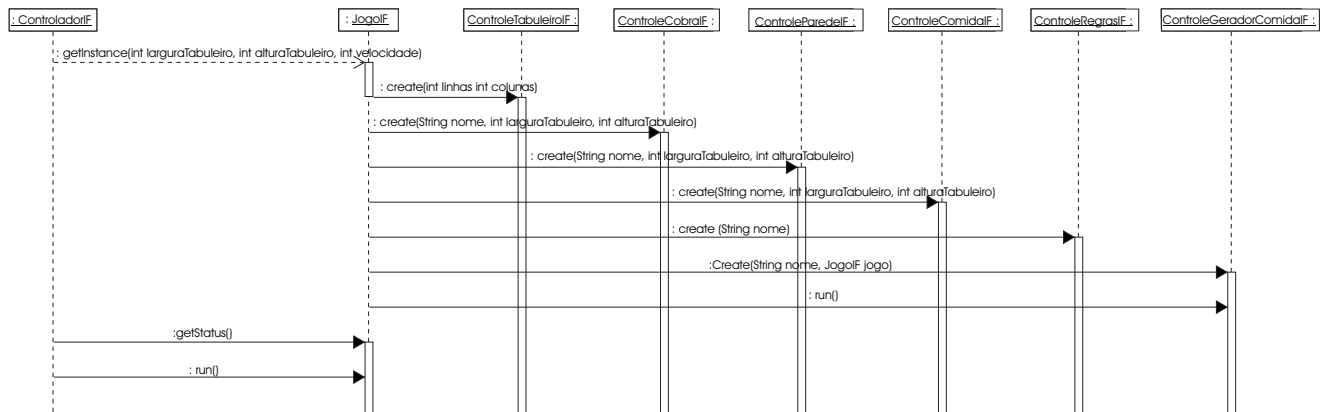 : ControladorIF
: JogoIF
ControleTabuleiroIF :
ControleCobraIF :
ControleParedeIF :
ControleComidaIF :
ControleRegrasIF :
ControleGeradorComidaIF :
: getInstance(int larguraTabuleiro, int alturaTabuleiro, int velocidade)
: create(int linhas int colunas)
: create(String nome, int larguraTabuleiro, int alturaTabuleiro)
: create(String nome, int larguraTabuleiro, int alturaTabuleiro)
: create(String nome, int larguraTabuleiro, int alturaTabuleiro)
: create (String nome)
:Create(String nome, JogoIF jogo)
: run()
:getStatus()
: run()